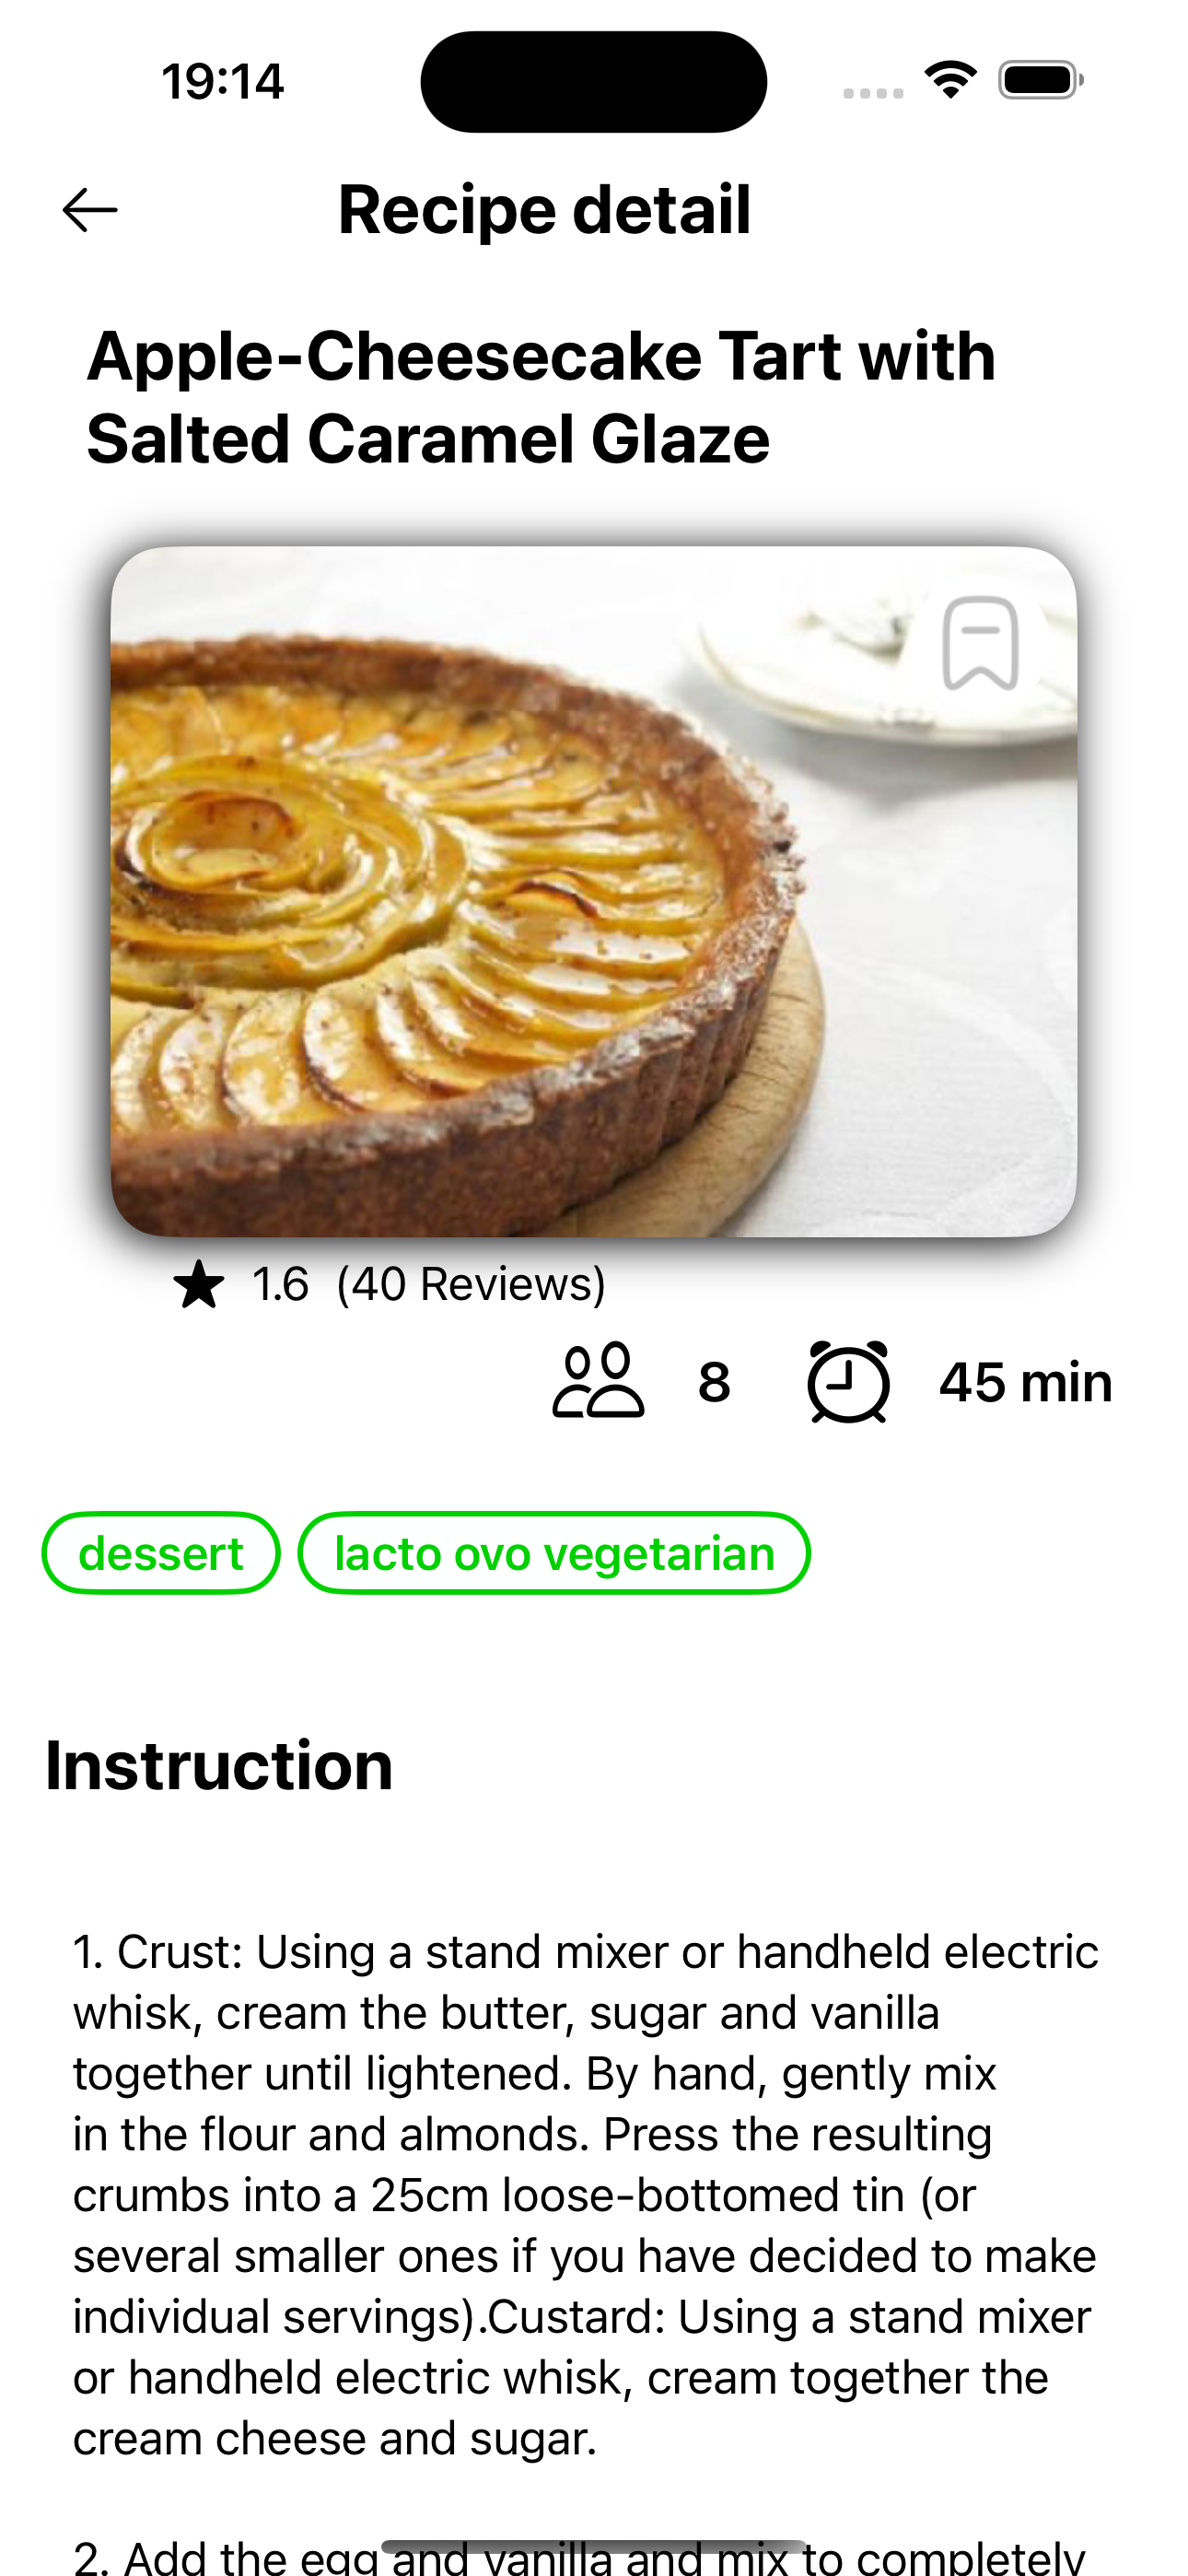 19:14
Recipe detail
Apple-Cheesecake Tart with
Salted Caramel Glaze
1.6 (40 Reviews)
8 45 min
dessert lacto ovo vegetarian
Instruction
1. Crust: Using a stand mixer or handheld electric
whisk, cream the butter, sugar and vanilla
together until lightened. By hand, gently mix
in the flour and almonds. Press the resulting
crumbs into a 25cm loose-bottomed tin (or
several smaller ones if you have decided to make
individual servings).Custard: Using a stand mixer
or handheld electric whisk, cream together the
cream cheese and sugar.
2. Add the egg and vanilla and mix to completely